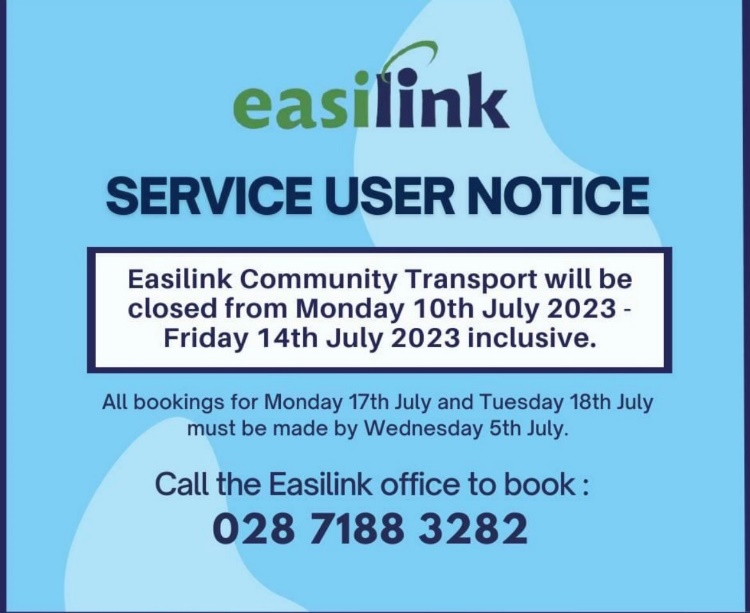 easilink
SERVICE USER NOTICE
Easilink Community Transport will be
closed from Monday 10th July 2023 -
Friday 14th July 2023 inclusive.
All bookings for Monday 17th July and Tuesday 18th July
must be made by Wednesday 5th July.
Call the Easilink office to book :
028 7188 3282